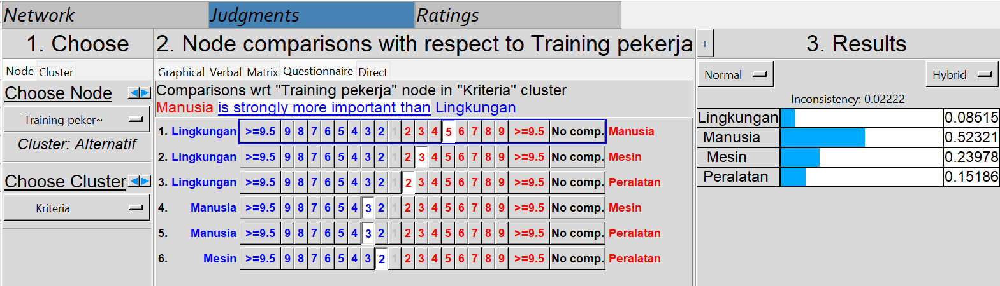 Network Judgments Ratings
1. Choose
Node Cluster
Choose Node
Training peker~
Cluster: Alternatif
Choose Cluster
Kriteria
2. Node comparisons with respect to Training pekerja
Graphical Verbal Matrix Questionnaire Direct
Comparisons wrt "Training pekerja" node in "Kriteria" cluster
Manusia is strongly more important than Lingkungan
1. Lingkungan >=9.5 9 8 7 6 5 4 3 2 1 2 3 4 5 6 7 8 9 >=9.5 No comp. Manusia
2. Lingkungan >=9.5 9 8 7 6 5 4 3 2 1 2 3 4 5 6 7 8 9 >=9.5 No comp. Mesin
3. Lingkungan >=9.5 9 8 7 6 5 4 3 2 1 2 3 4 5 6 7 8 9 >=9.5 No comp. Peralatan
4. Manusia >=9.5 9 8 7 6 5 4 3 2 1 2 3 4 5 6 7 8 9 >=9.5 No comp. Mesin
5. Manusia >=9.5 9 8 7 6 5 4 3 2 1 2 3 4 5 6 7 8 9 >=9.5 No comp. Peralatan
6. Mesin >=9.5 9 8 7 6 5 4 3 2 1 2 3 4 5 6 7 8 9 >=9.5 No comp. Peralatan
+ 3. Results
Normal Hybrid
Inconsistency: 0.02222
Lingkungan 0.08515
Manusia 0.52321
Mesin 0.23978
Peralatan 0.15186